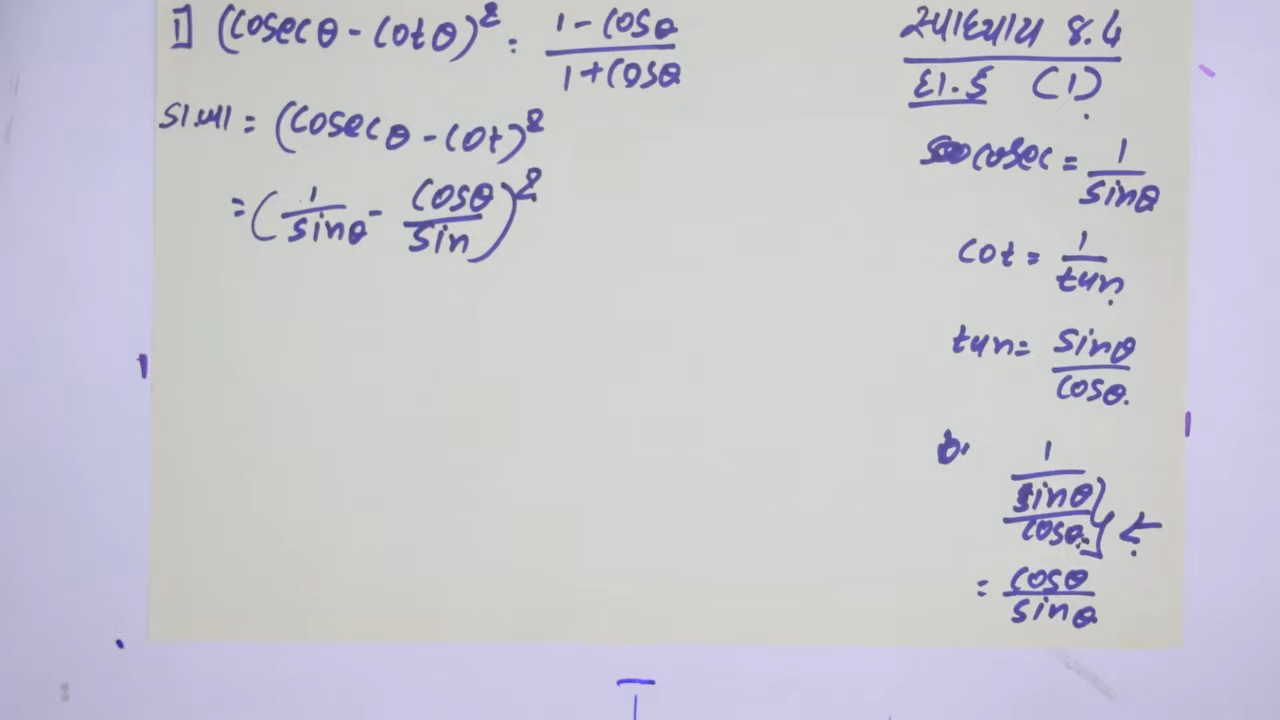 1] (cosecθ - cotθ)² = 1 - cosθ / 1 + cosθ
ડા.બા = (cosecθ - cot)²
= (1 / sinθ - cosθ / sin)²
સ્વાધ્યાય 8.4
દા.ક્ર (1)
cosec = 1 / sinθ
cot = 1 / tan
tan = sinθ / cosθ
1 / sinθ / cosθ ←
= cosθ / sinθ